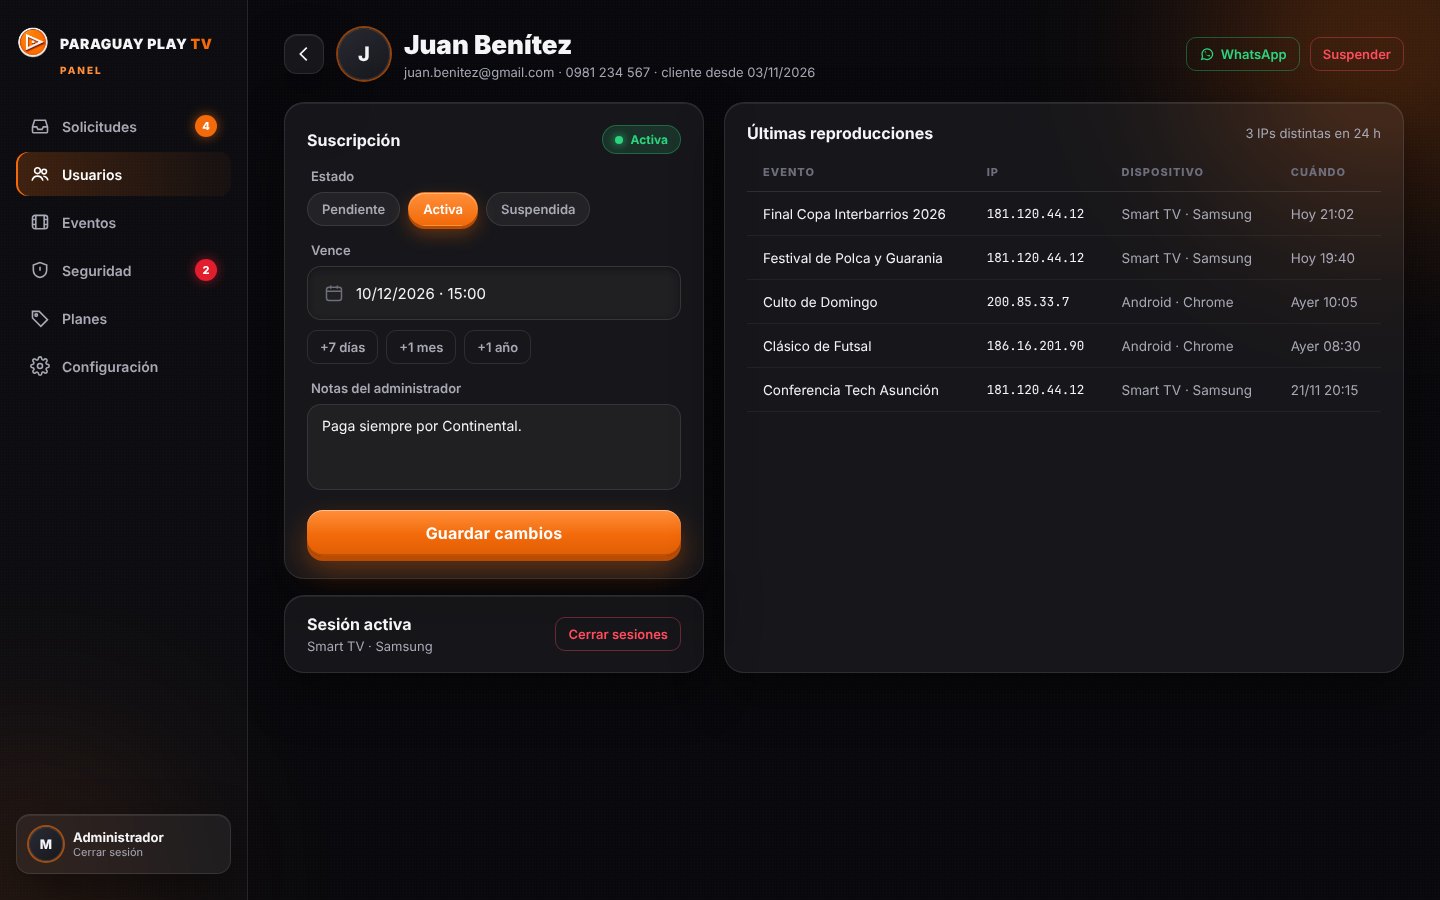 PARAGUAY PLAY TV
PANEL
Solicitudes 4
Usuarios
Eventos
Seguridad 2
Planes
Configuración
M Administrador
Cerrar sesión
J Juan Benítez
juan.benitez@gmail.com · 0981 234 567 · cliente desde 03/11/2026
WhatsApp Suspender
Suscripción Activa
Estado
Pendiente Activa Suspendida
Vence
10/12/2026 · 15:00
+7 días +1 mes +1 año
Notas del administrador
Paga siempre por Continental.
Guardar cambios
Sesión activa
Smart TV · Samsung
Cerrar sesiones
Últimas reproducciones 3 IPs distintas en 24 h
EVENTO IP DISPOSITIVO CUÁNDO
Final Copa Interbarrios 2026 181.120.44.12 Smart TV · Samsung Hoy 21:02
Festival de Polca y Guarania 181.120.44.12 Smart TV · Samsung Hoy 19:40
Culto de Domingo 200.85.33.7 Android · Chrome Ayer 10:05
Clásico de Futsal 186.16.201.90 Android · Chrome Ayer 08:30
Conferencia Tech Asunción 181.120.44.12 Smart TV · Samsung 21/11 20:15